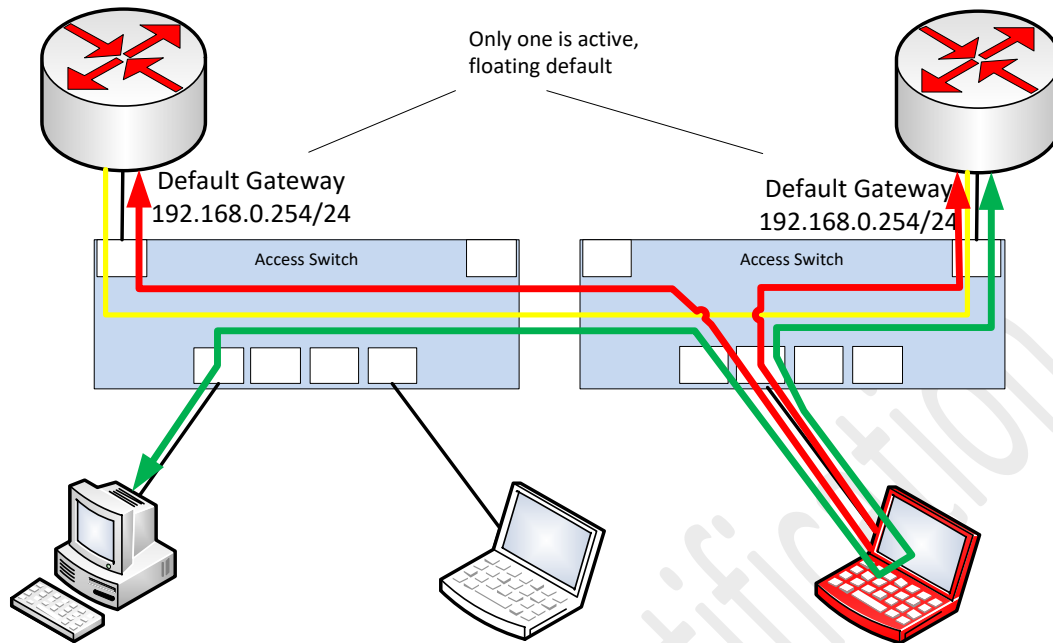 Only one is active,
floating default
Default Gateway
192.168.0.254/24
Default Gateway
192.168.0.254/24
Access Switch
Access Switch